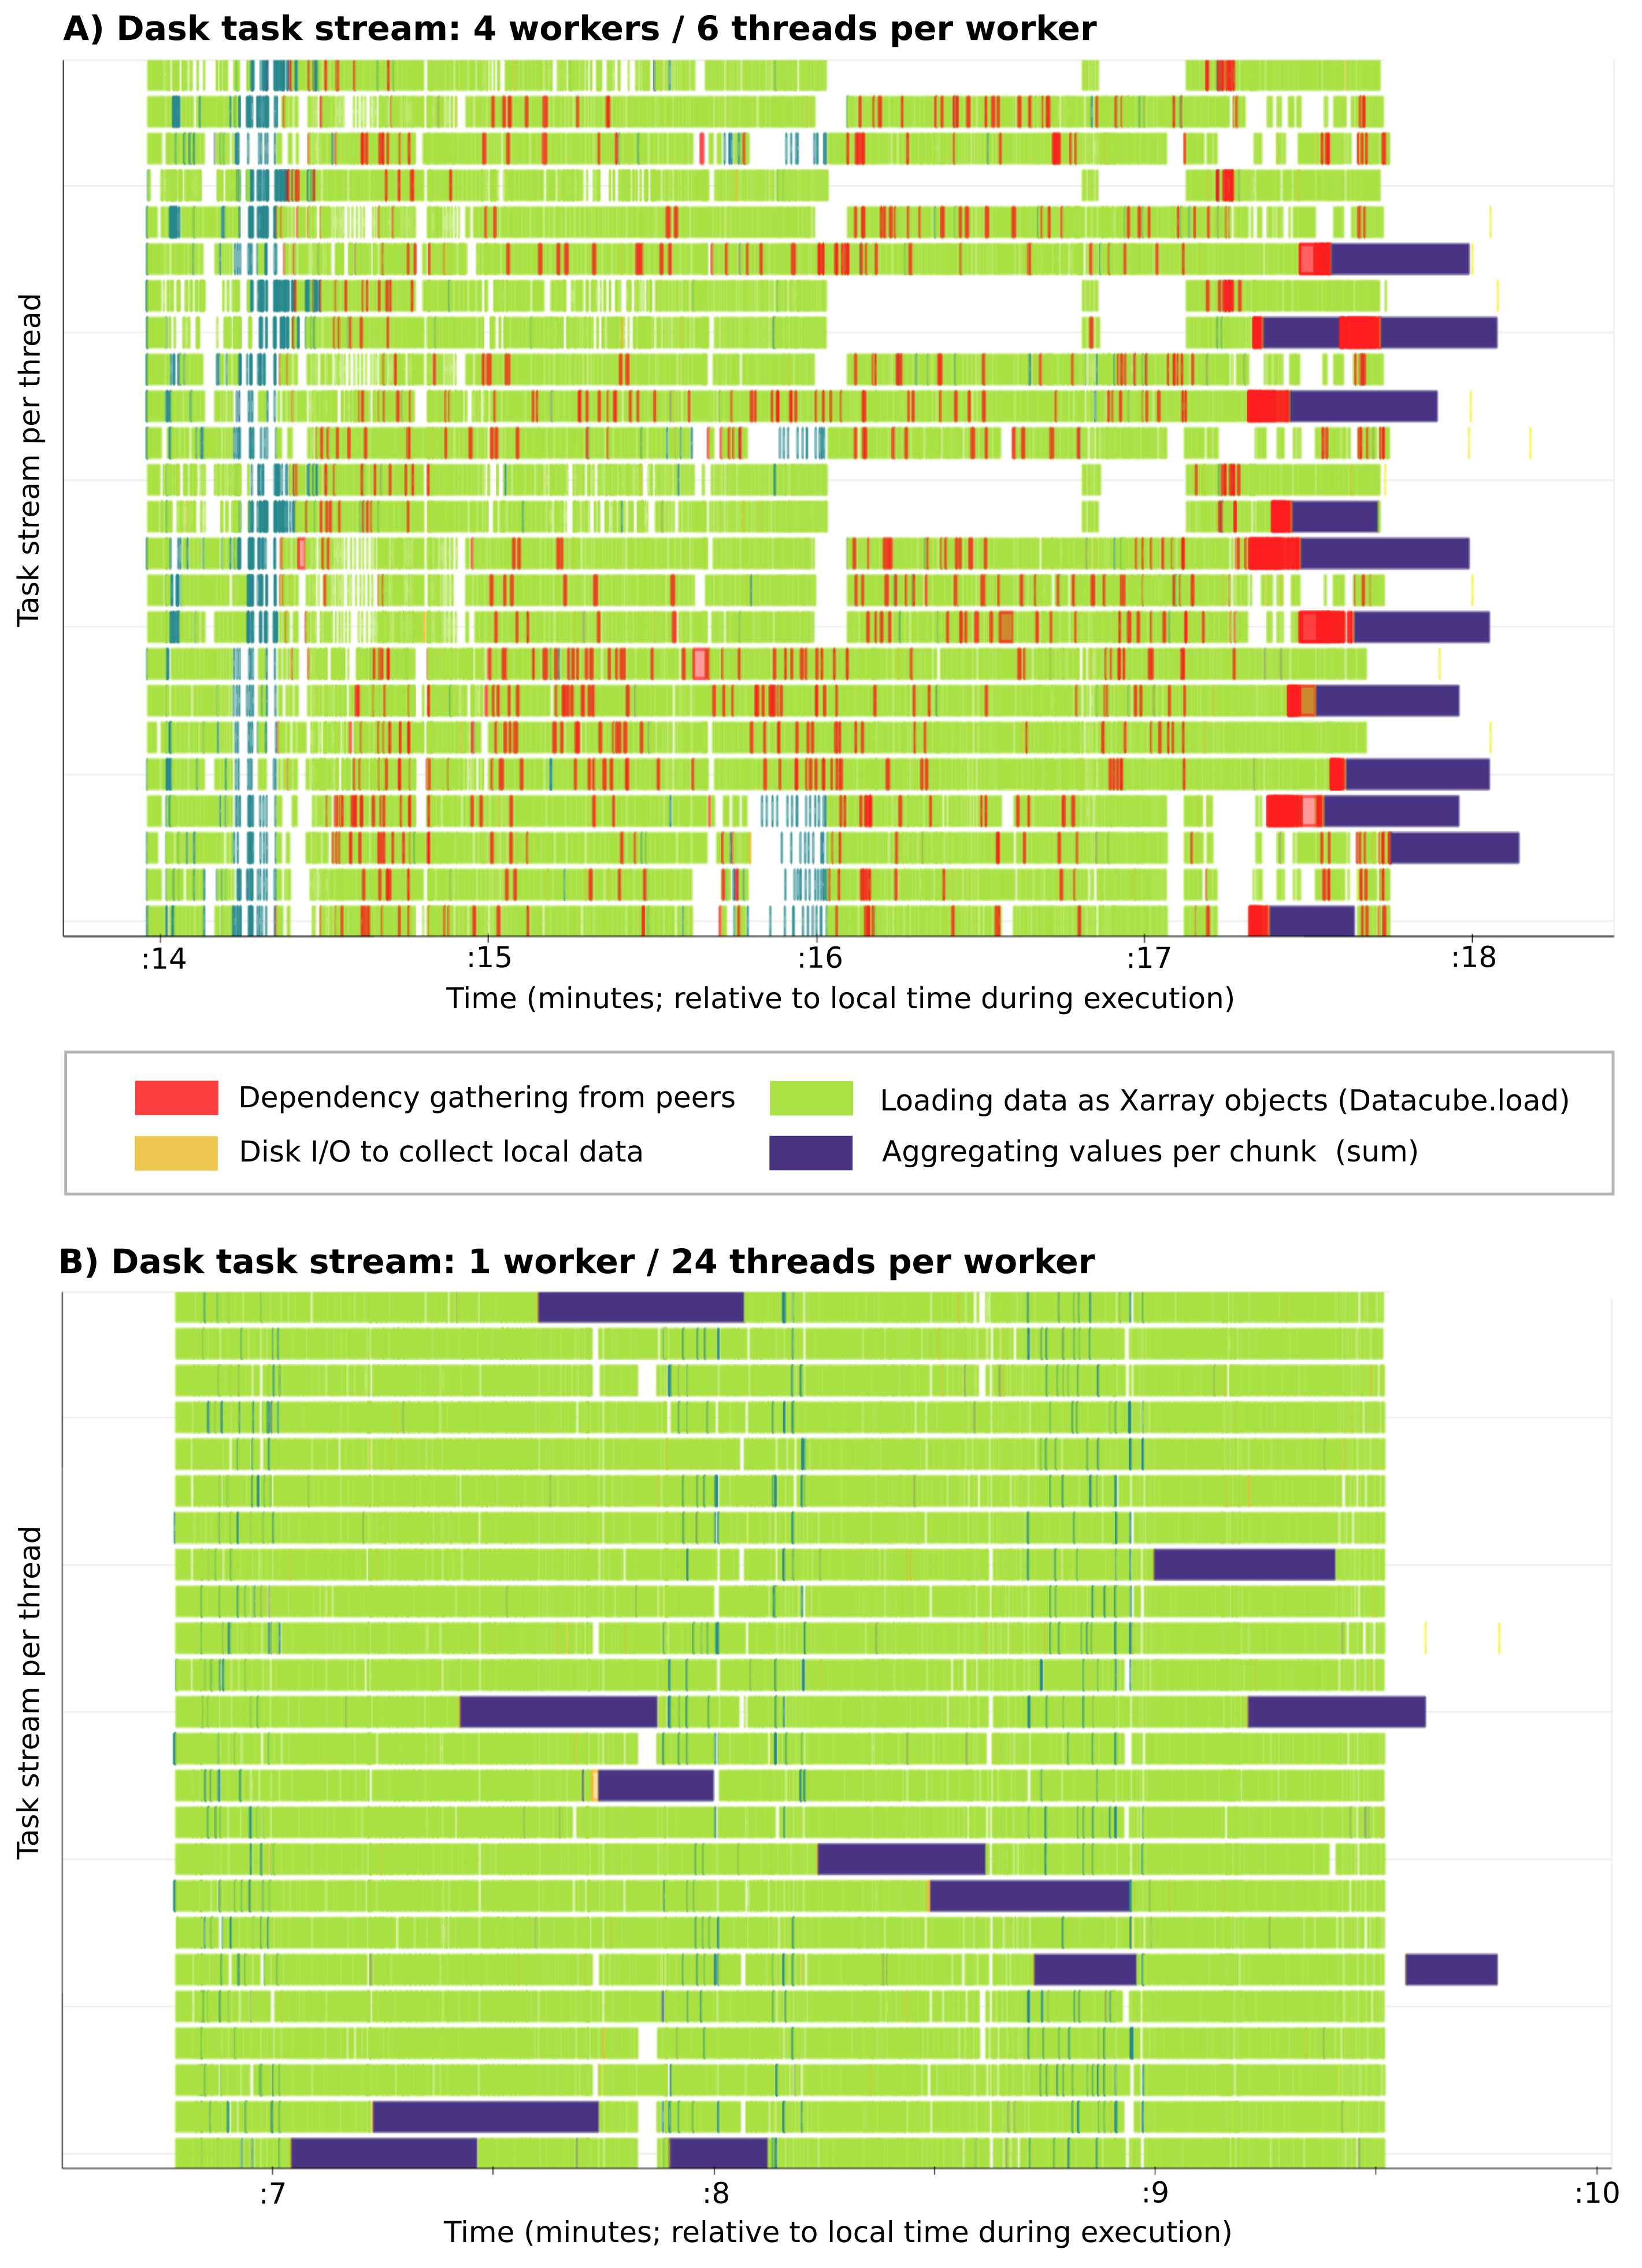 A) Dask task stream: 4 workers / 6 threads per worker
Task stream per thread
:14 :15 :16 :17 :18
Time (minutes; relative to local time during execution)
Dependency gathering from peers Loading data as Xarray objects (Datacube.load)
Disk I/O to collect local data Aggregating values per chunk (sum)
B) Dask task stream: 1 worker / 24 threads per worker
Task stream per thread
:7 :8 :9 :10
Time (minutes; relative to local time during execution)